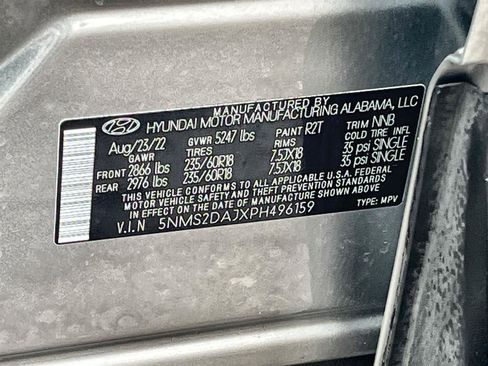 MANUFACTURED BY
HYUNDAI MOTOR MANUFACTURING ALABAMA, LLC
Aug/23/22 GVWR 5247 lbs PAINT R2T TRIM NNB
GAWR TIRES RIMS COLD TIRE INFL
FRONT 2866 lbs 235/60R18 7.5JX18 35 psi SINGLE
REAR 2976 lbs 235/60R18 7.5JX18 35 psi SINGLE
THIS VEHICLE CONFORMS TO ALL APPLICABLE U.S.A. FEDERAL
MOTOR VEHICLE SAFETY AND THEFT PREVENTION STANDARDS
IN EFFECT ON THE DATE OF MANUFACTURE SHOWN ABOVE.
V.I.N 5NMS2DAJXPH496159 TYPE: MPV